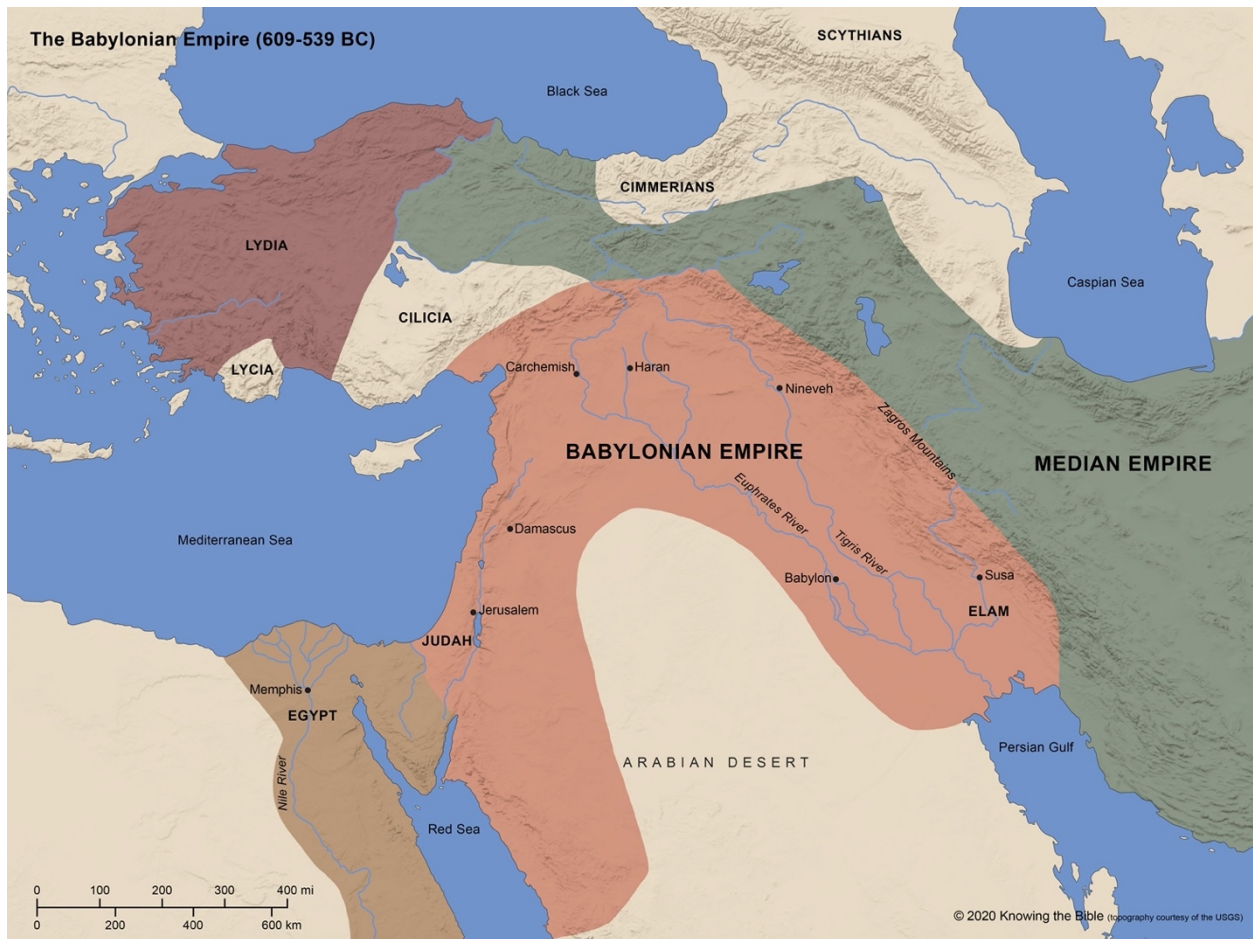 The Babylonian Empire (609-539 BC)
SCYTHIANS
Black Sea
CIMMERIANS
LYDIA
Caspian Sea
CILICIA
LYCIA
Carchemish
Haran
Nineveh
Zagros Mountains
BABYLONIAN EMPIRE
MEDIAN EMPIRE
Euphrates River
Damascus
Mediterranean Sea
Tigris River
Babylon
Susa
ELAM
Jerusalem
JUDAH
Memphis
EGYPT
Nile River
Persian Gulf
ARABIAN DESERT
Red Sea
0 100 200 300 400 mi
0 200 400 600 km
© 2020 Knowing the Bible (topography courtesy of the USGS)